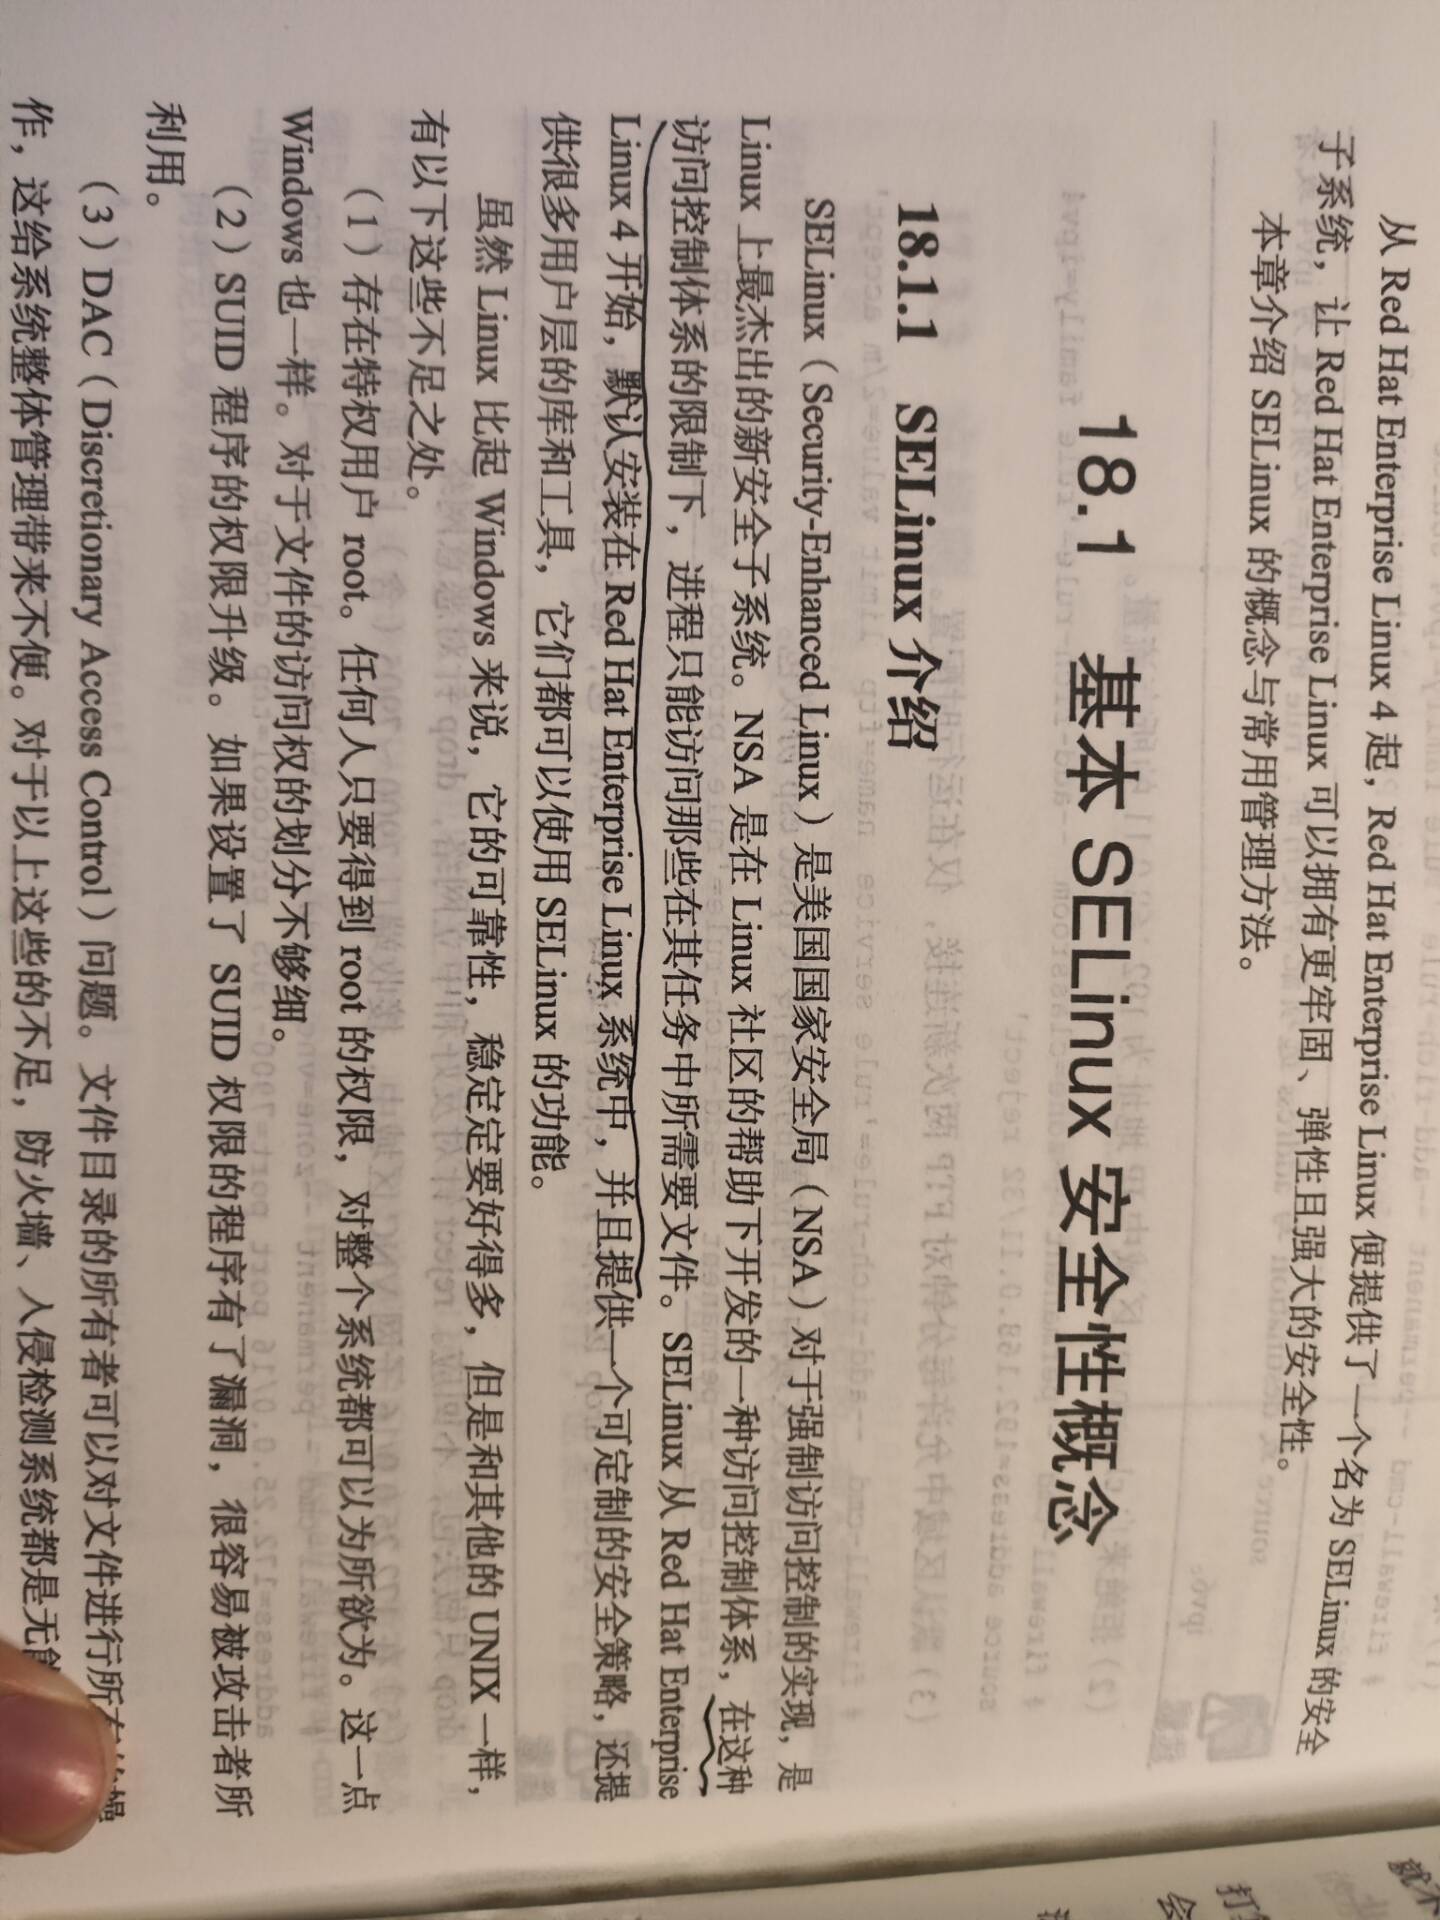 从 Red Hat Enterprise Linux 4 起，Red Hat Enterprise Linux 便提供了一个名为 SELinux 的安全
子系统，让 Red Hat Enterprise Linux 可以拥有更牢固、弹性且强大的安全性。
本章介绍 SELinux 的概念与常用管理方法。
18.1 基本 SELinux 安全性概念
18.1.1 SELinux 介绍
SELinux（Security-Enhanced Linux）是美国国家安全局（NSA）对于强制访问控制的实现，是
Linux 上最杰出的新安全子系统。NSA 是在 Linux 社区的帮助下开发的一种访问控制体系，在这种
访问控制体系的限制下，进程只能访问那些在其任务中所需要文件。SELinux 从 Red Hat Enterprise
Linux 4 开始，默认安装在 Red Hat Enterprise Linux 系统中，并且提供一个可定制的安全策略，还提
供很多用户层的库和工具，它们都可以使用 SELinux 的功能。
虽然 Linux 比起 Windows 来说，它的可靠性，稳定定要好得多，但是和其他的 UNIX 一样，
有以下这些不足之处。
（1）存在特权用户 root。任何人只要得到 root 的权限，对整个系统都可以为所欲为。这一点
Windows 也一样。对于文件的访问权的划分不够细。
（2）SUID 程序的权限升级。如果设置了 SUID 权限的程序有了漏洞，很容易被攻击者所
利用。
（3）DAC（Discretionary Access Control）问题。文件目录的所有者可以对文件进行所有的操
作，这给系统整体管理带来不便。对于以上这些的不足，防火墙、入侵检测系统都是无能